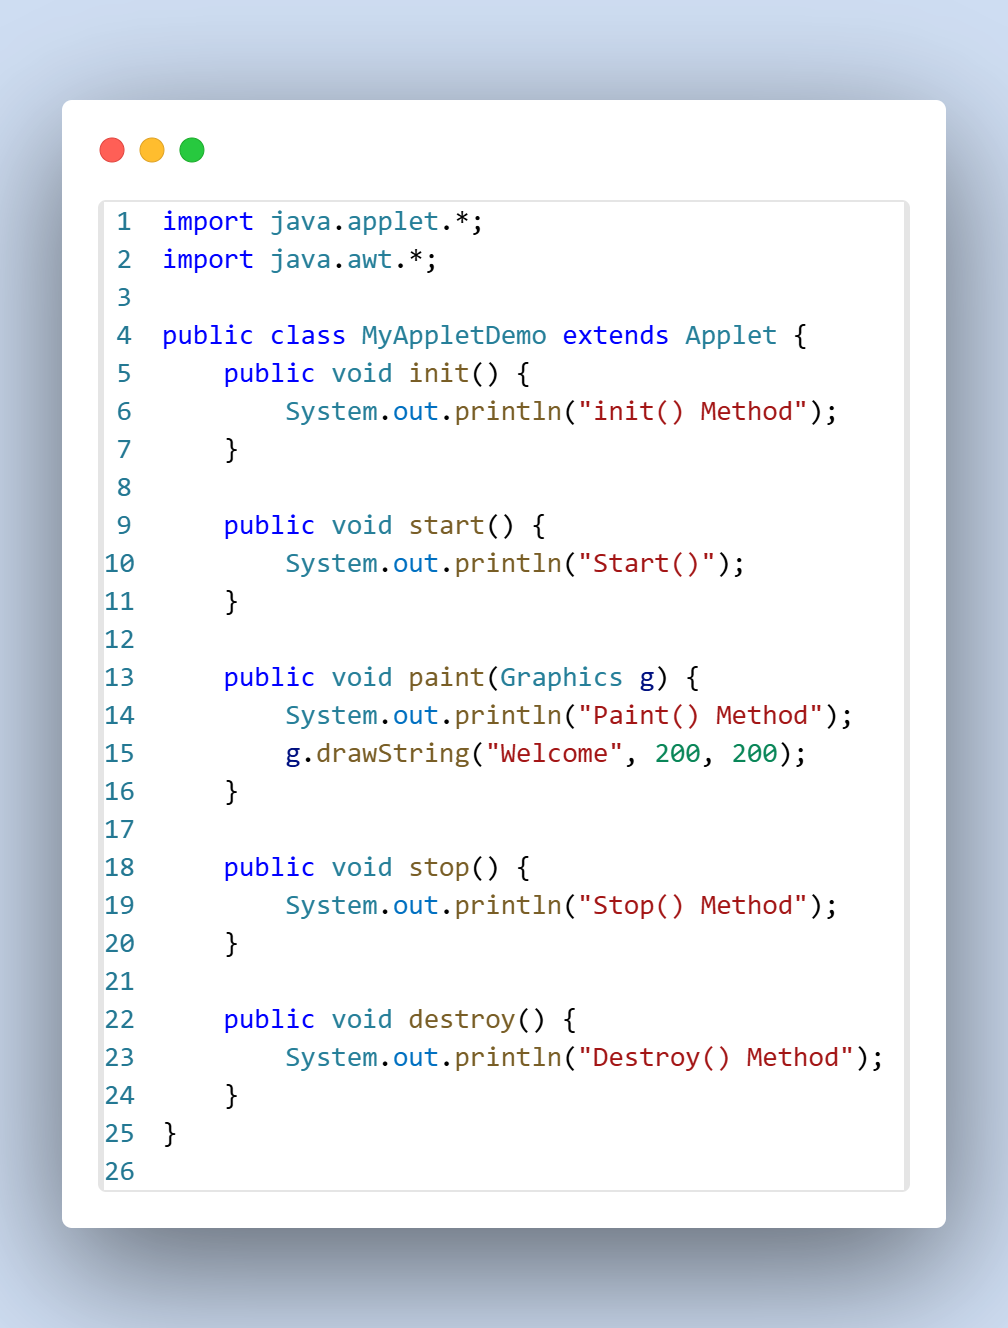 1 import java.applet.*;
2 import java.awt.*;
3
4 public class MyAppletDemo extends Applet {
5     public void init() {
6         System.out.println("init() Method");
7     }
8
9     public void start() {
10         System.out.println("Start()");
11     }
12
13     public void paint(Graphics g) {
14         System.out.println("Paint() Method");
15         g.drawString("Welcome", 200, 200);
16     }
17
18     public void stop() {
19         System.out.println("Stop() Method");
20     }
21
22     public void destroy() {
23         System.out.println("Destroy() Method");
24     }
25 }
26